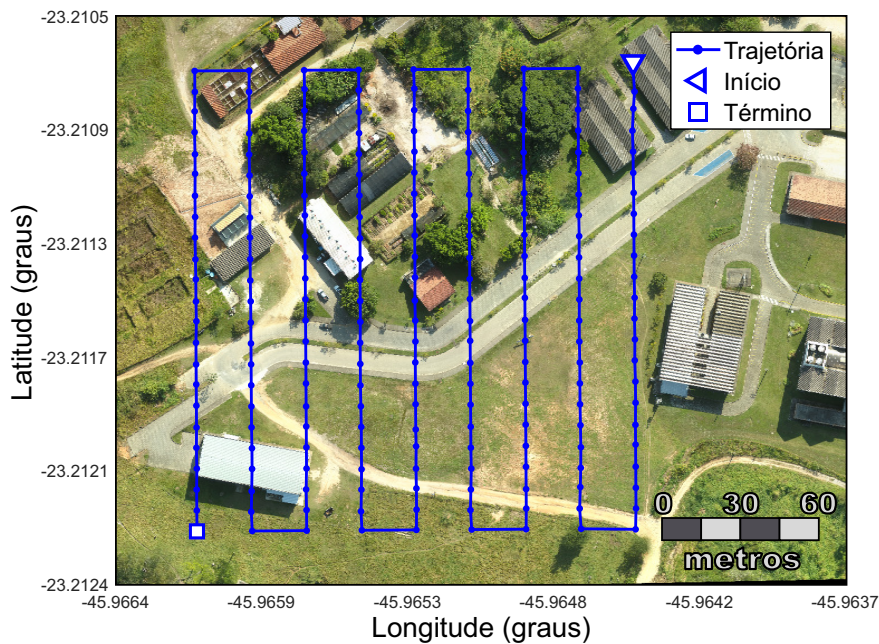 -23.2105
-23.2109
-23.2113
-23.2117
-23.2121
-23.2124
Latitude (graus)
Trajetória
Início
Término
0 30 60
metros
-45.9664 -45.9659 -45.9653 -45.9648 -45.9642 -45.9637
Longitude (graus)